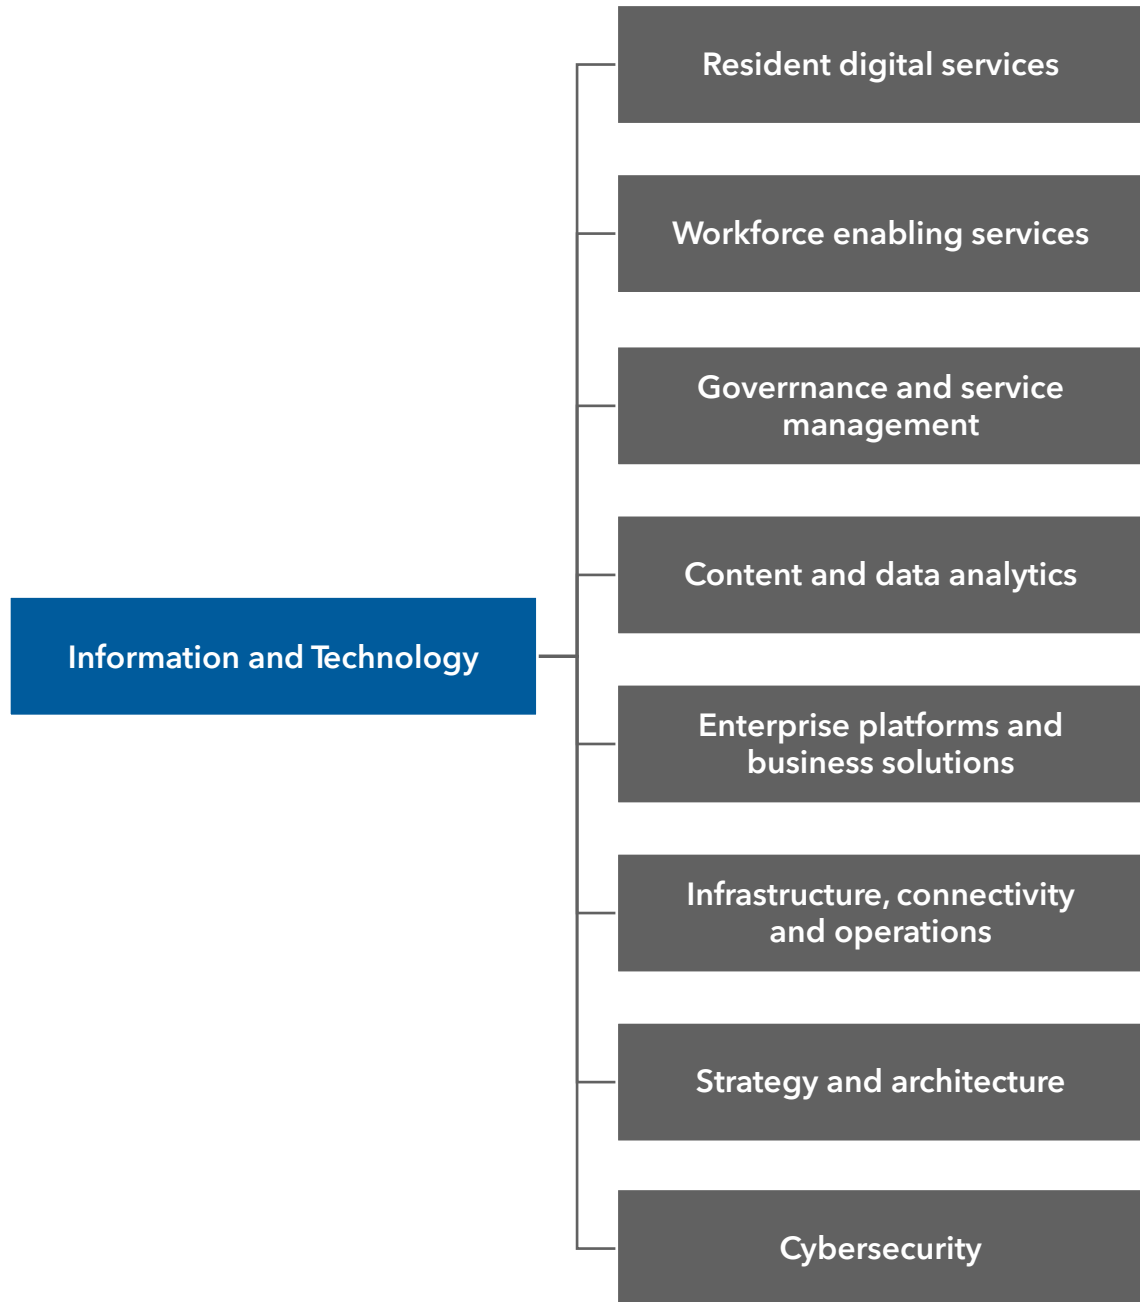 Resident digital services
Workforce enabling services
Goverrnance and service
management
Content and data analytics
Information and Technology
Enterprise platforms and
business solutions
Infrastructure, connectivity
and operations
Strategy and architecture
Cybersecurity